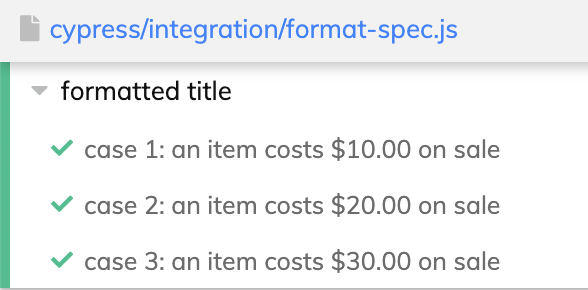 cypress/integration/format-spec.js
formatted title
case 1: an item costs $10.00 on sale
case 2: an item costs $20.00 on sale
case 3: an item costs $30.00 on sale